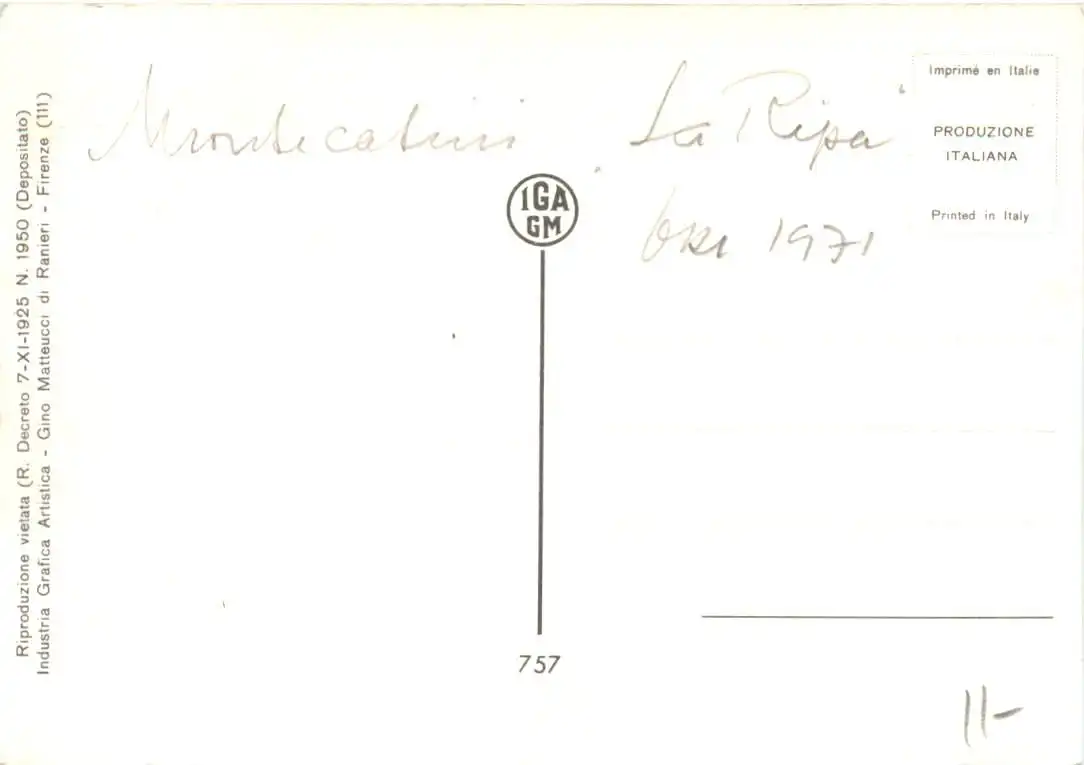 Montecatini "La Ripa"
1971
Imprimé en Italie
PRODUZIONE
ITALIANA
Printed in Italy
IGA
GM
757
11-
Riproduzione vietata (R. Decreto 7-XI-1925 N. 1950 (Depositato)
Industria Grafica Artistica - Gino Matteucci di Ranieri - Firenze (111)